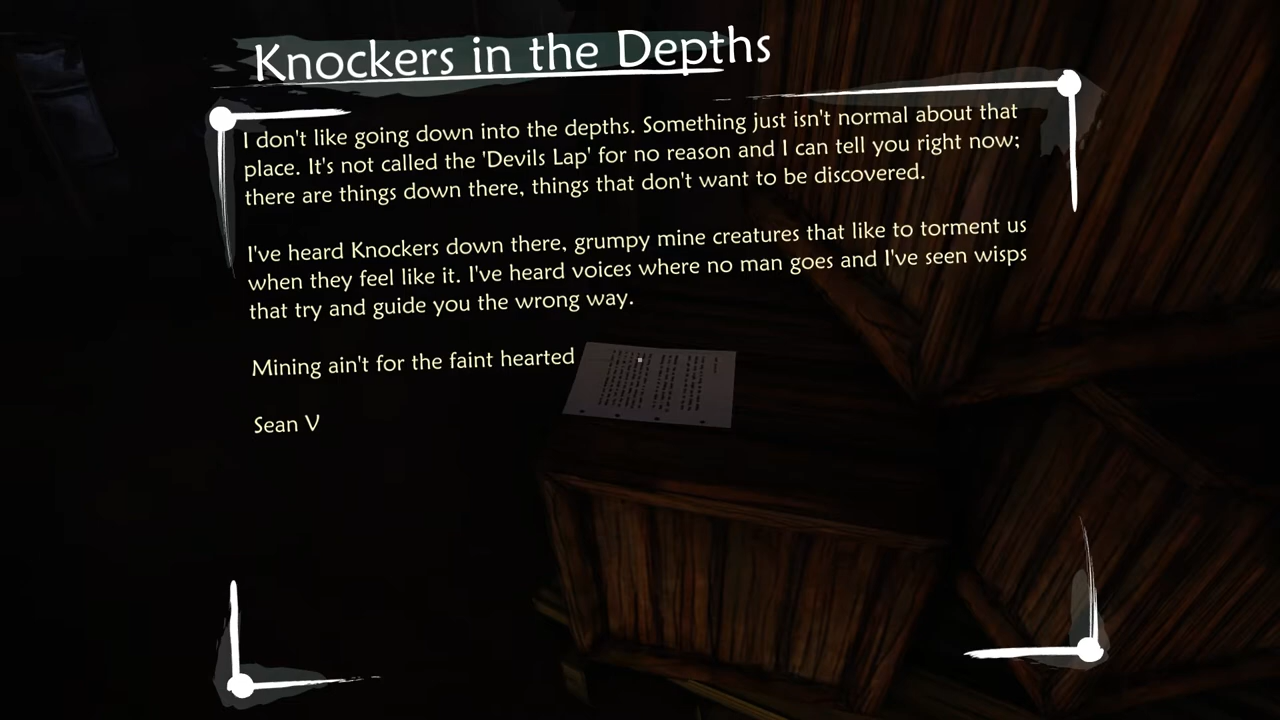 Knockers in the Depths
I don't like going down into the depths. Something just isn't normal about that
place. It's not called the 'Devils Lap' for no reason and I can tell you right now;
there are things down there, things that don't want to be discovered.
I've heard Knockers down there, grumpy mine creatures that like to torment us
when they feel like it. I've heard voices where no man goes and I've seen wisps
that try and guide you the wrong way.
Mining ain't for the faint hearted
Sean V